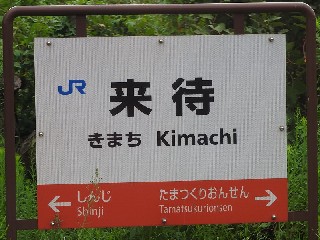 JR 来待
きまち Kimachi
← しんじ たまつくりおんせん →
Shinji Tamatsukurionsen